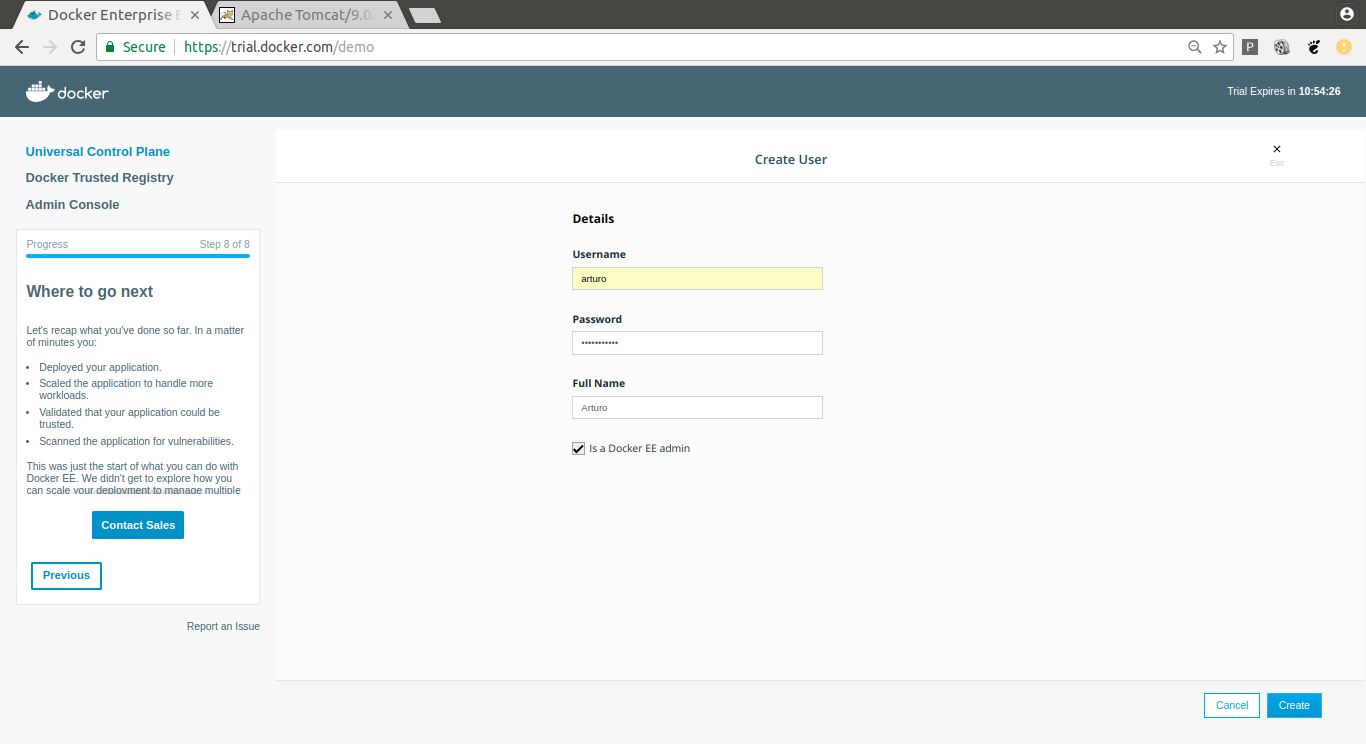 Docker Enterprise E
Apache Tomcat/9.0.
Secure
https://trial.docker.com/demo
P
docker
Trial Expires in 10:54:26
Universal Control Plane
Docker Trusted Registry
Admin Console
Progress
Step 8 of 8
Where to go next
Let's recap what you've done so far. In a matter
of minutes you:
Deployed your application.
Scaled the application to handle more
workloads.
Validated that your application could be
trusted.
Scanned the application for vulnerabilities.
This was just the start of what you can do with
Docker EE. We didn't get to explore how you
can scale your deployment to manage multiple
Contact Sales
Previous
Report an Issue
Create User
Esc
Details
Username
arturo
Password
•••••••••••
Full Name
Arturo
Is a Docker EE admin
Cancel
Create